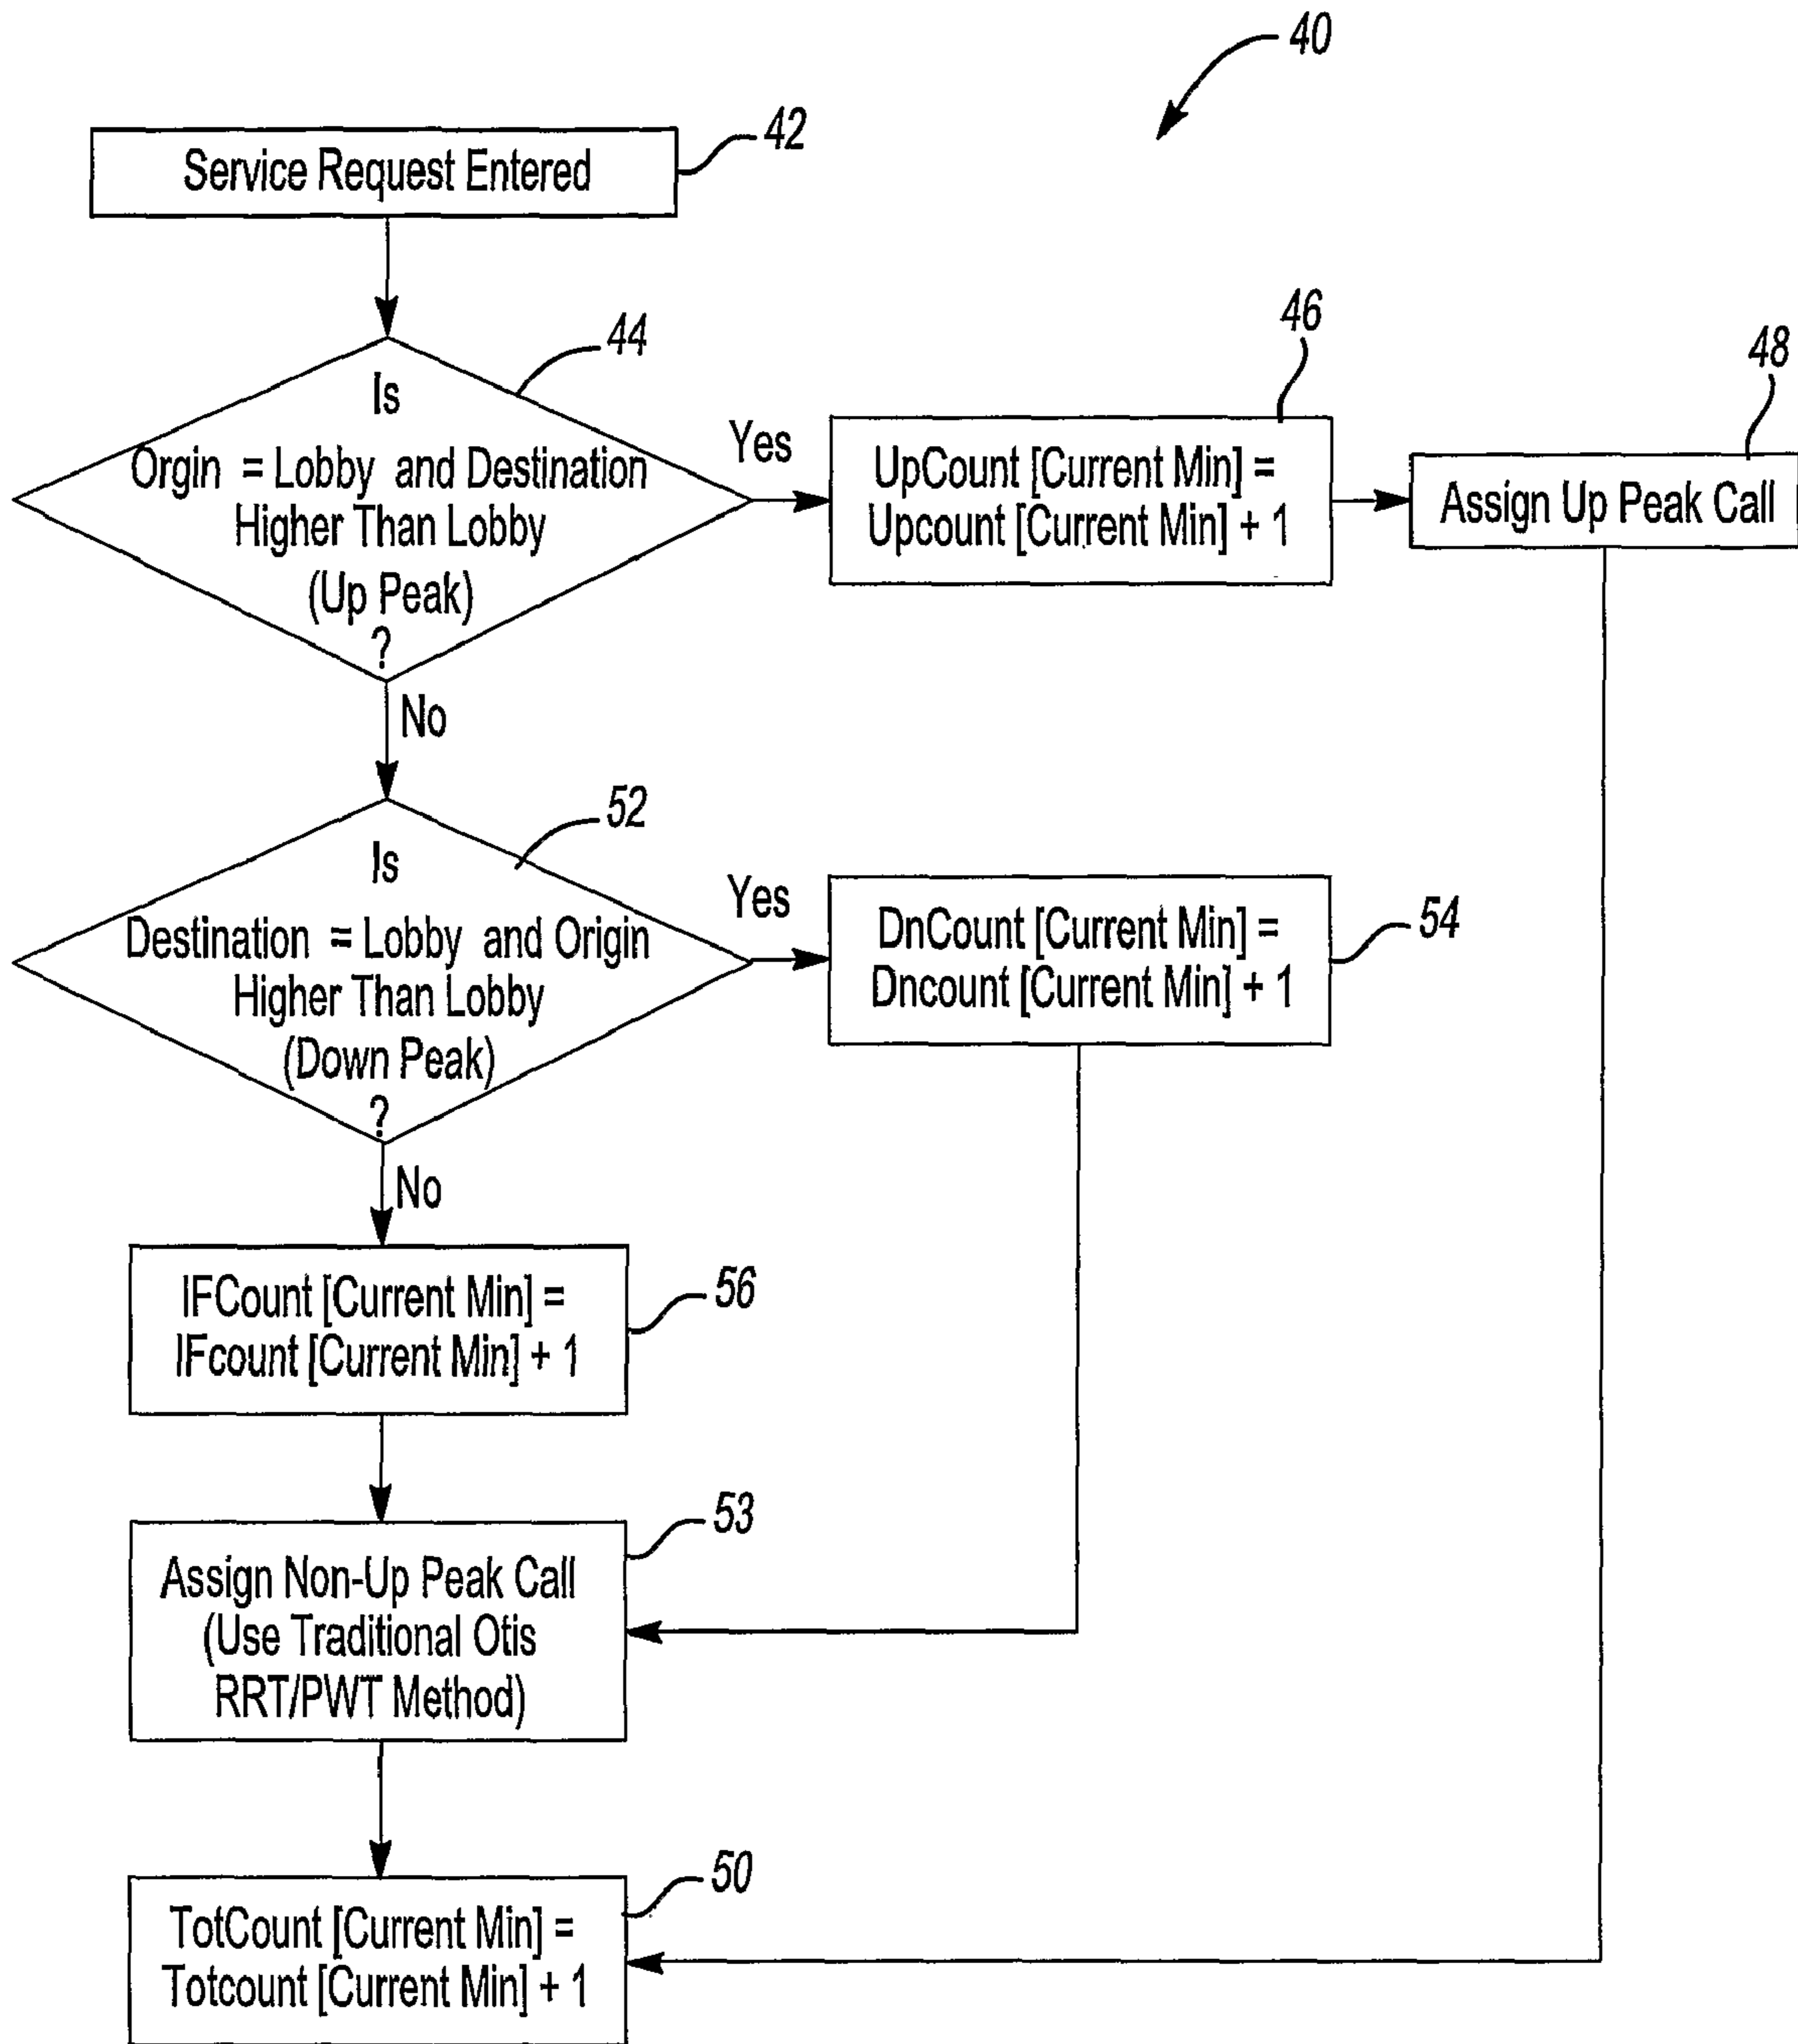 40
42
Service Request Entered
44
Is
Orgin = Lobby and Destination
Higher Than Lobby
(Up Peak)
?
Yes
46
UpCount [Current Min] =
Upcount [Current Min] + 1
48
Assign Up Peak Call
No
52
Is
Destination = Lobby and Origin
Higher Than Lobby
(Down Peak)
?
Yes
54
DnCount [Current Min] =
Dncount [Current Min] + 1
No
56
IFCount [Current Min] =
IFcount [Current Min] + 1
53
Assign Non-Up Peak Call
(Use Traditional Otis
RRT/PWT Method)
50
TotCount [Current Min] =
Totcount [Current Min] + 1